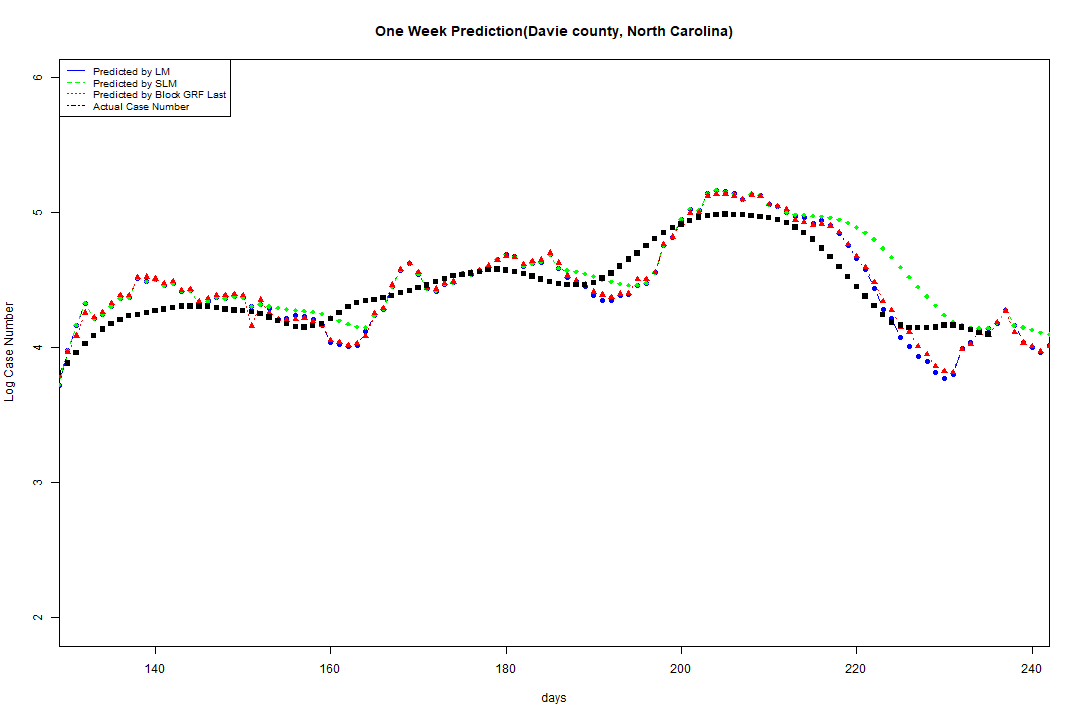 One Week Prediction(Davie county, North Carolina)
Predicted by LM
Predicted by SLM
Predicted by Block GRF Last
Actual Case Number
6
5
4
3
2
Log Case Number
140 160 180 200 220 240
days